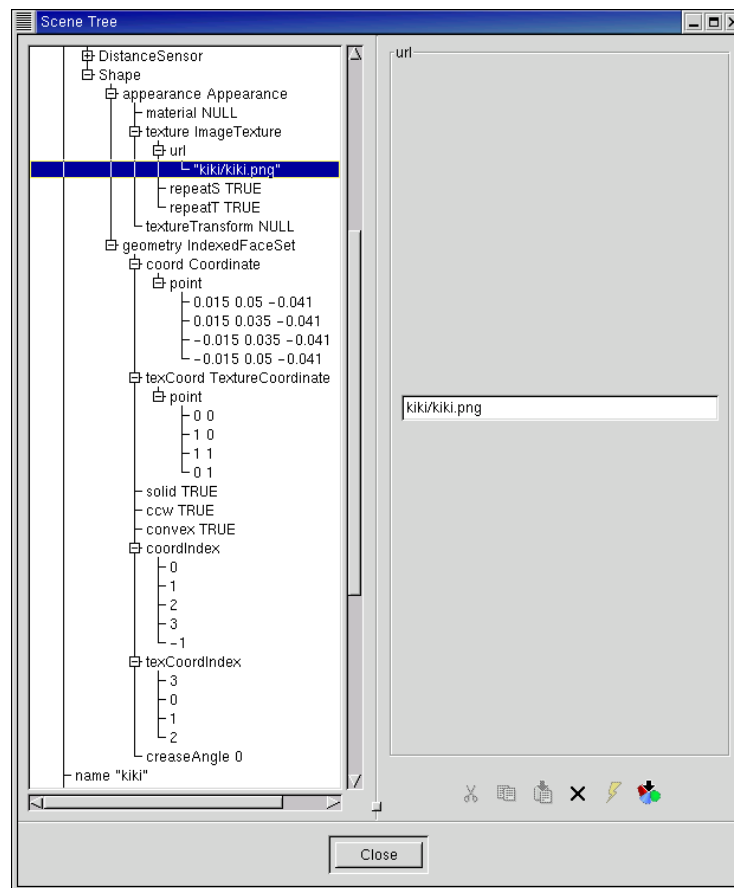 Scene Tree
DistanceSensor
Shape
appearance Appearance
material NULL
texture ImageTexture
url
"kiki/kiki.png"
repeatS TRUE
repeatT TRUE
textureTransform NULL
geometry IndexedFaceSet
coord Coordinate
point
0.015 0.05 -0.041
0.015 0.035 -0.041
-0.015 0.035 -0.041
-0.015 0.05 -0.041
texCoord TextureCoordinate
point
0 0
1 0
1 1
0 1
solid TRUE
ccw TRUE
convex TRUE
coordIndex
0
1
2
3
-1
texCoordIndex
3
0
1
2
creaseAngle 0
name "kiki"
url
kiki/kiki.png
Close